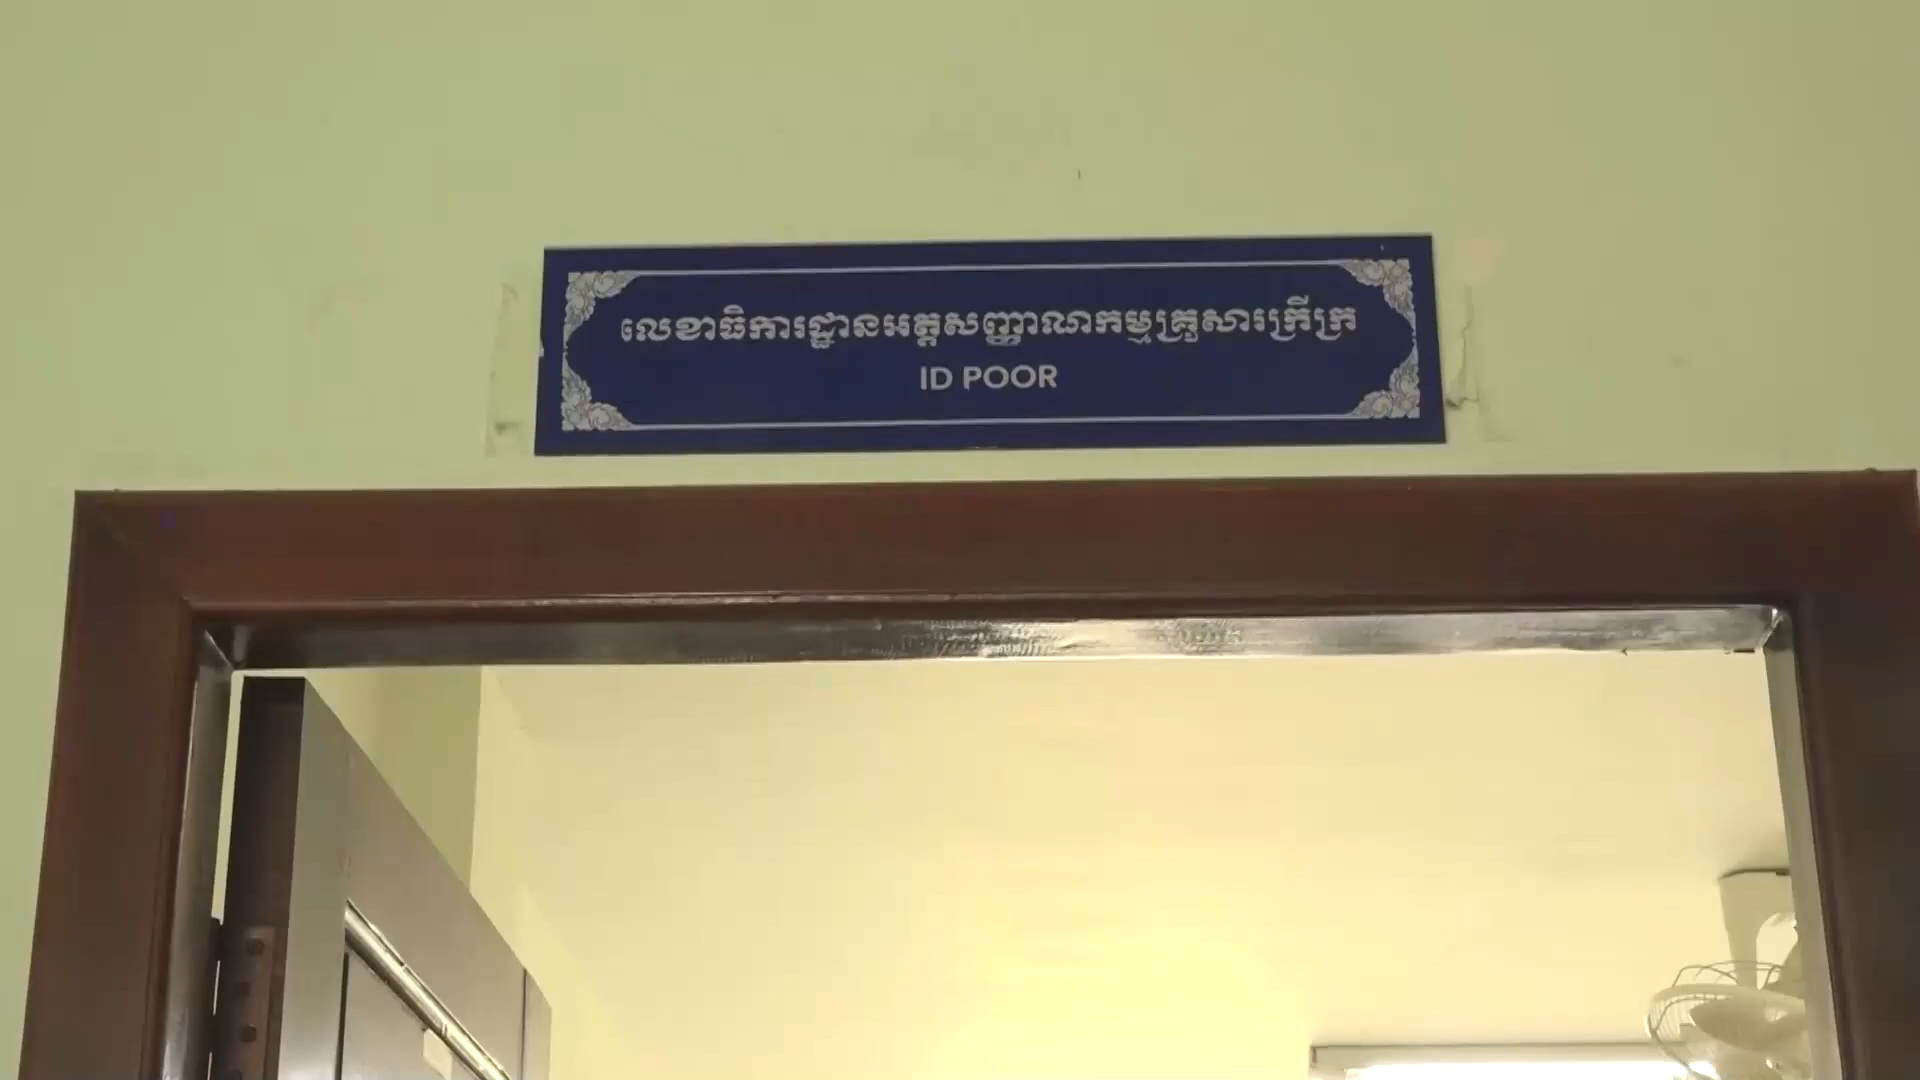 លេខាធិការដ្ឋានអត្តសញ្ញាណកម្មគ្រួសារក្រីក្រ
ID POOR